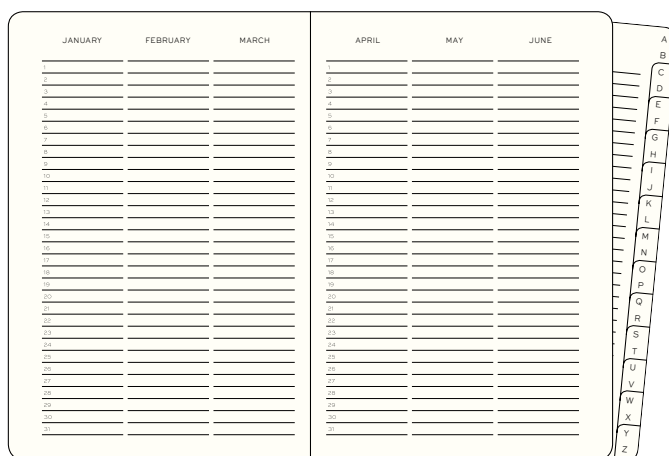 JANUARY FEBRUARY MARCH
1
2
3
4
5
6
7
8
9
10
11
12
13
14
15
16
17
18
19
20
21
22
23
24
25
26
27
28
29
30
31
APRIL MAY JUNE
1
2
3
4
5
6
7
8
9
10
11
12
13
14
15
16
17
18
19
20
21
22
23
24
25
26
27
28
29
30
31
A
B
C
D
E
F
G
H
I
J
K
L
M
N
O
P
Q
R
S
T
U
V
W
X
Y
Z